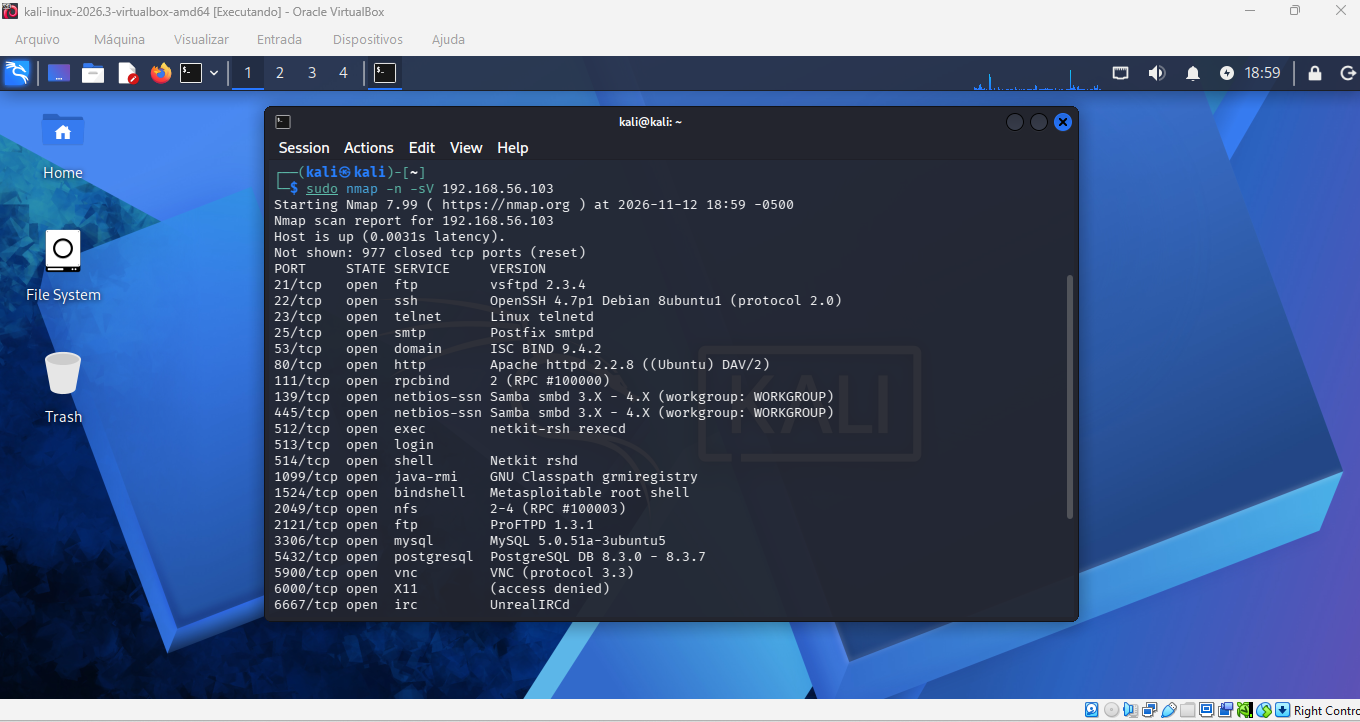 kali-linux-2026.3-virtualbox-amd64 [Executando] - Oracle VirtualBox
Arquivo Máquina Visualizar Entrada Dispositivos Ajuda
1 2 3 4 18:59
Home
File System
Trash
kali@kali: ~
Session Actions Edit View Help
┌──(kali㉿kali)-[~]
└─$ sudo nmap -n -sV 192.168.56.103
Starting Nmap 7.99 ( https://nmap.org ) at 2026-11-12 18:59 -0500
Nmap scan report for 192.168.56.103
Host is up (0.0031s latency).
Not shown: 977 closed tcp ports (reset)
PORT STATE SERVICE VERSION
21/tcp open ftp vsftpd 2.3.4
22/tcp open ssh OpenSSH 4.7p1 Debian 8ubuntu1 (protocol 2.0)
23/tcp open telnet Linux telnetd
25/tcp open smtp Postfix smtpd
53/tcp open domain ISC BIND 9.4.2
80/tcp open http Apache httpd 2.2.8 ((Ubuntu) DAV/2)
111/tcp open rpcbind 2 (RPC #100000)
139/tcp open netbios-ssn Samba smbd 3.X - 4.X (workgroup: WORKGROUP)
445/tcp open netbios-ssn Samba smbd 3.X - 4.X (workgroup: WORKGROUP)
512/tcp open exec netkit-rsh rexecd
513/tcp open login
514/tcp open shell Netkit rshd
1099/tcp open java-rmi GNU Classpath grmiregistry
1524/tcp open bindshell Metasploitable root shell
2049/tcp open nfs 2-4 (RPC #100003)
2121/tcp open ftp ProFTPD 1.3.1
3306/tcp open mysql MySQL 5.0.51a-3ubuntu5
5432/tcp open postgresql PostgreSQL DB 8.3.0 - 8.3.7
5900/tcp open vnc VNC (protocol 3.3)
6000/tcp open X11 (access denied)
6667/tcp open irc UnrealIRCd
KALI
Right Contro